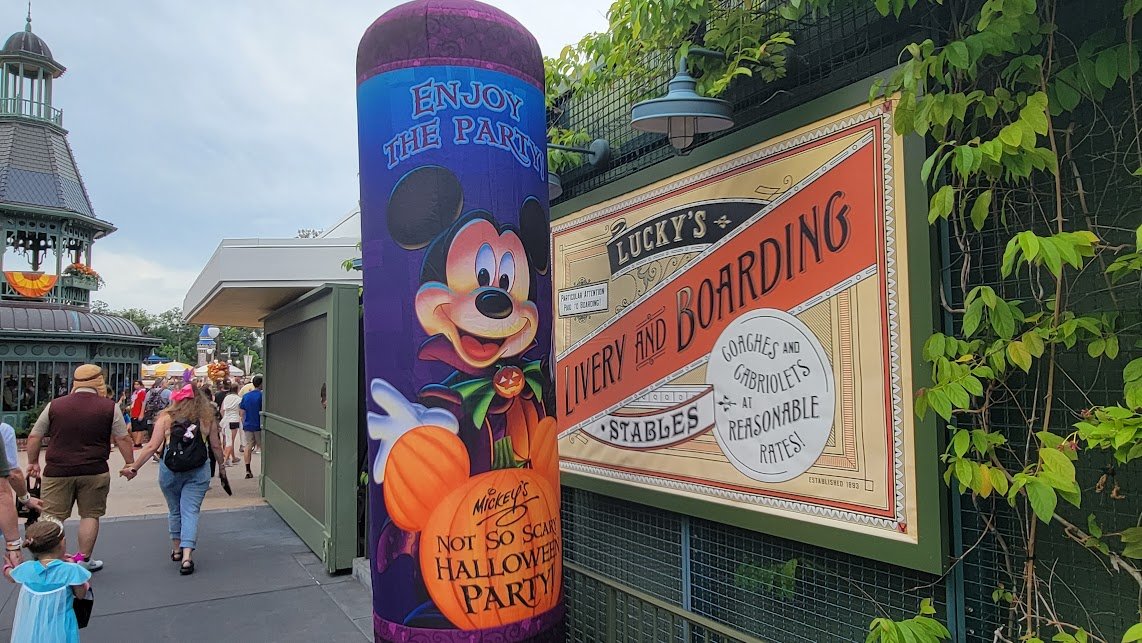 ENJOY
THE PARTY!
MICKEY'S
NOT SO SCARY
HALLOWEEN
PARTY!
LUCKY'S
PARTICULAR ATTENTION
PAID TO BOARDING!
LIVERY AND BOARDING
STABLES
COACHES AND
CABRIOLETS
AT
REASONABLE
RATES!
ESTABLISHED 1893